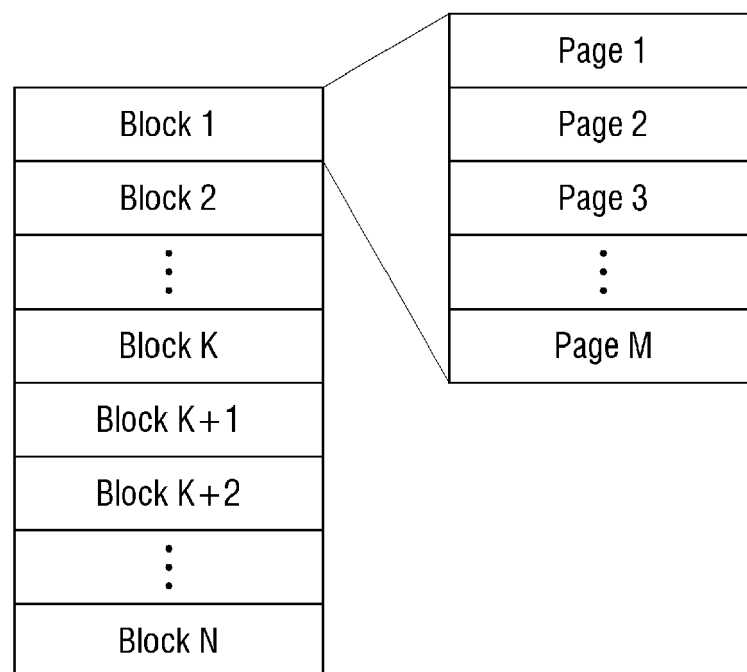 Block 1
Block 2
⋮
Block K
Block K+1
Block K+2
⋮
Block N
Page 1
Page 2
Page 3
⋮
Page M